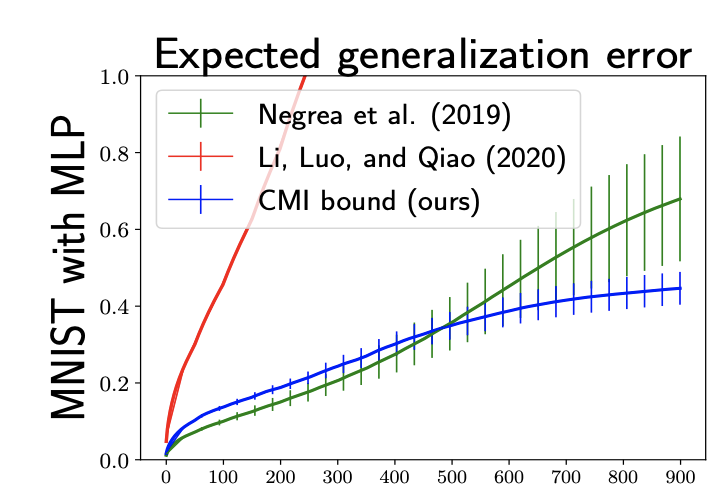 Expected generalization error
MNIST with MLP
1.0
0.8
0.6
0.4
0.2
0.0
Negrea et al. (2019)
Li, Luo, and Qiao (2020)
CMI bound (ours)
0 100 200 300 400 500 600 700 800 900